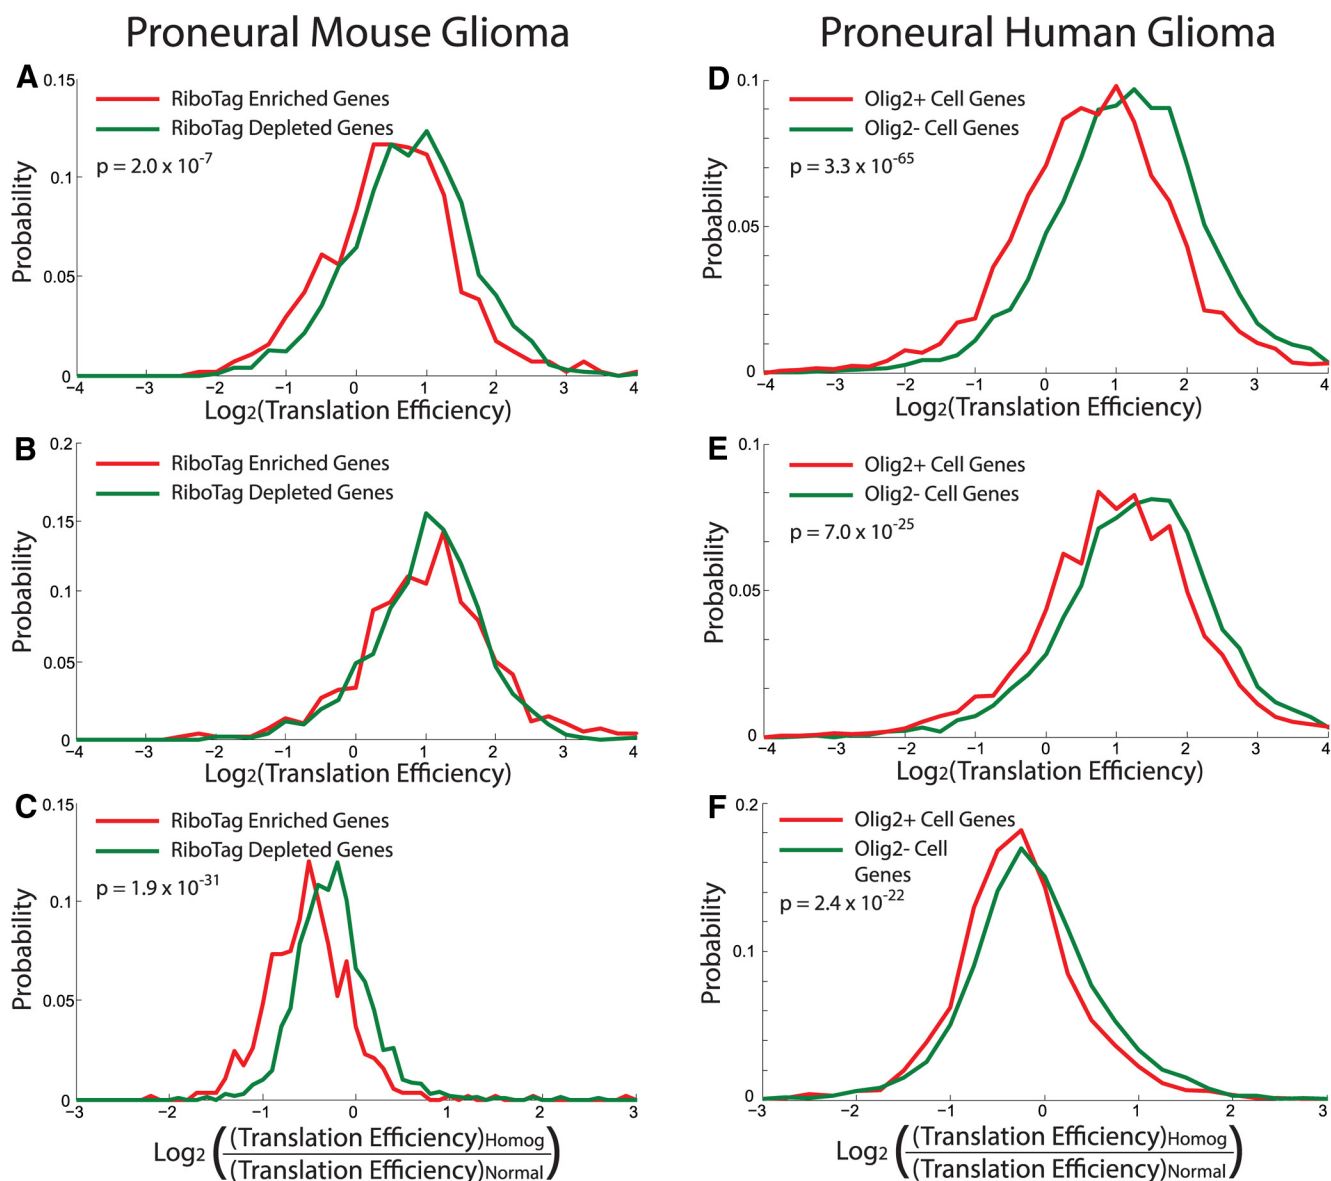 Proneural Mouse Glioma
A
0.15
RiboTag Enriched Genes
RiboTag Depleted Genes
p = 2.0 x 10-7
0.1
0.05
0
Probability
−4 −3 −2 −1 0 1 2 3 4
Log2(Translation Efficiency)
B
0.2
RiboTag Enriched Genes
RiboTag Depleted Genes
0.15
0.1
0.05
0
Probability
−4 −3 −2 −1 0 1 2 3 4
Log2(Translation Efficiency)
C
0.15
RiboTag Enriched Genes
RiboTag Depleted Genes
p = 1.9 x 10-31
0.1
0.05
0
Probability
−3 −2 −1 0 1 2 3
Log2 ( (Translation Efficiency)Homog
(Translation Efficiency)Normal )
Proneural Human Glioma
D
0.1
Olig2+ Cell Genes
Olig2- Cell Genes
p = 3.3 x 10-65
0.05
0
Probability
−4 −3 −2 −1 0 1 2 3 4
Log2(Translation Efficiency)
E
0.1
Olig2+ Cell Genes
Olig2- Cell Genes
p = 7.0 x 10-25
0.05
0
Probability
−4 −3 −2 −1 0 1 2 3 4
Log2(Translation Efficiency)
F
0.2
Olig2+ Cell Genes
Olig2- Cell
Genes
p = 2.4 x 10-22
0.1
0
Probability
−3 −2 −1 0 1 2 3
Log2 ( (Translation Efficiency)Homog
(Translation Efficiency)Normal )